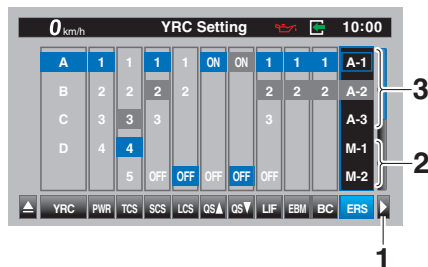 0 km/h YRC Setting 10:00
A 1 1 1 1 ON ON 1 1 1 A-1
B 2 2 2 2 2 2 2 A-2
C 3 3 3 3 A-3
D 4 4 M-1
5 OFF OFF OFF OFF OFF M-2
YRC PWR TCS SCS LCS QS▲ QS▼ LIF EBM BC ERS
3
2
1